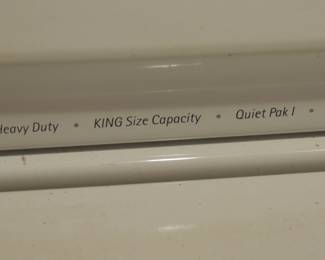 Heavy Duty • KING Size Capacity • Quiet Pak I •